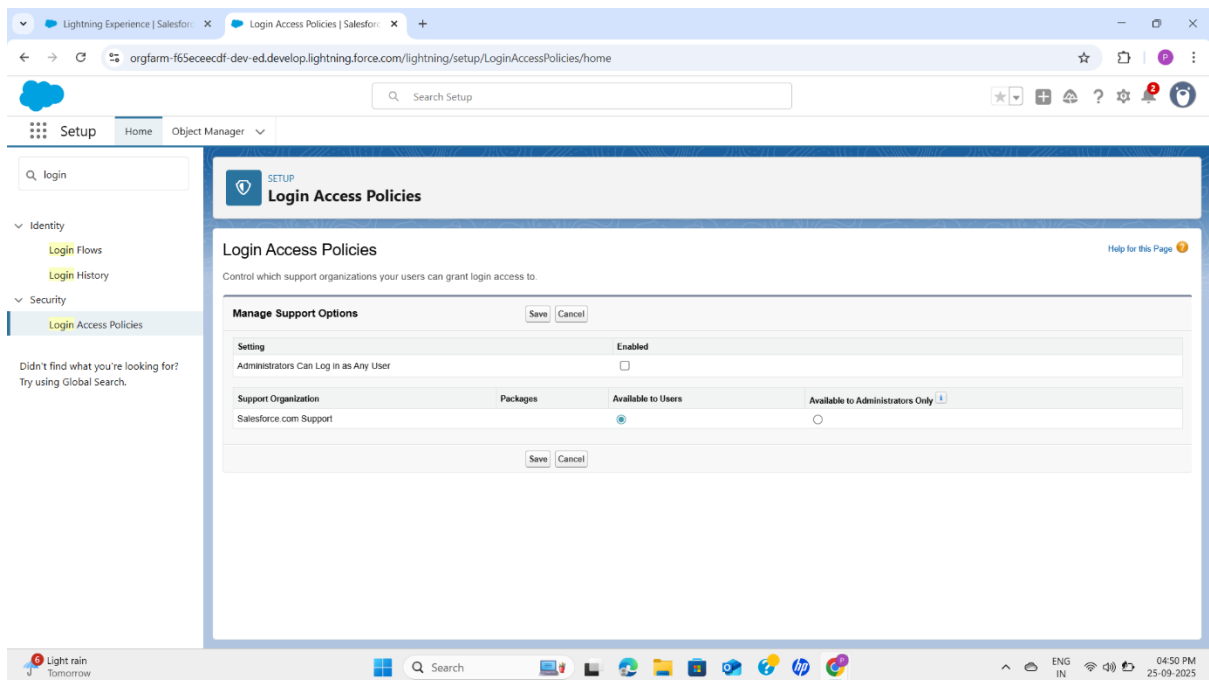 Lightning Experience | Salesforc
Login Access Policies | Salesforc
orgfarm-f65eceecdf-dev-ed.develop.lightning.force.com/lightning/setup/LoginAccessPolicies/home
P
Search Setup
2
Setup
Home
Object Manager
login
Identity
Login Flows
Login History
Security
Login Access Policies
Didn't find what you're looking for?
Try using Global Search.
SETUP
Login Access Policies
Login Access Policies
Help for this Page ?
Control which support organizations your users can grant login access to.
Manage Support Options Save Cancel
Setting Enabled
Administrators Can Log in as Any User
Support Organization Packages Available to Users Available to Administrators Only i
Salesforce.com Support
Save Cancel
6
Light rain
Tomorrow
Search
hp
P
ENG
IN
04:50 PM
25-09-2025